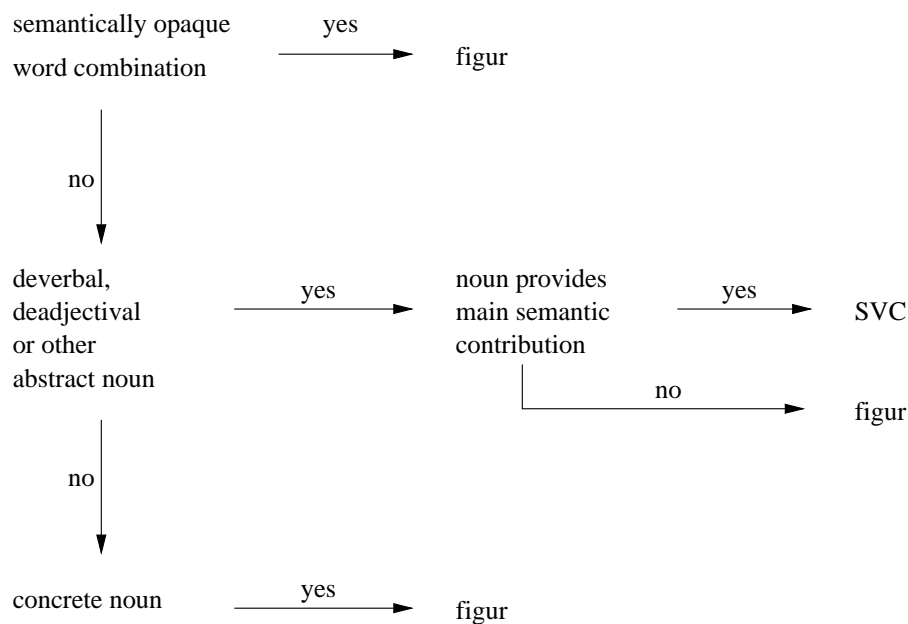 semantically opaque
word combination
yes
figur
no
deverbal,
deadjectival
or other
abstract noun
yes
noun provides
main semantic
contribution
yes
SVC
no
figur
no
concrete noun
yes
figur